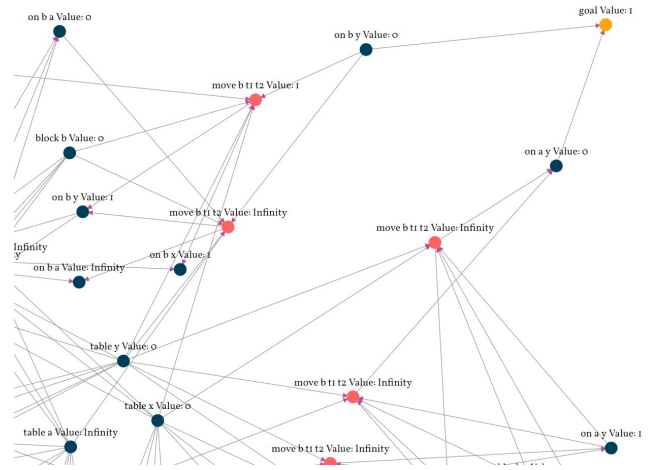 goal Value: 1
on b a Value: 0
on b y Value: 0
move b t1 t2 Value: 1
block b Value: 0
on a y Value: 0
on b y Value: 1
move b t1 t2 Value: Infinity
move b t1 t2 Value: Infinity
Infinity
y
on b x Value: 1
on b a Value: Infinity
table y Value: 0
move b t1 t2 Value: Infinity
table x Value: 0
table a Value: Infinity
on a y Value: 1
move b t1 t2 Value: Infinity